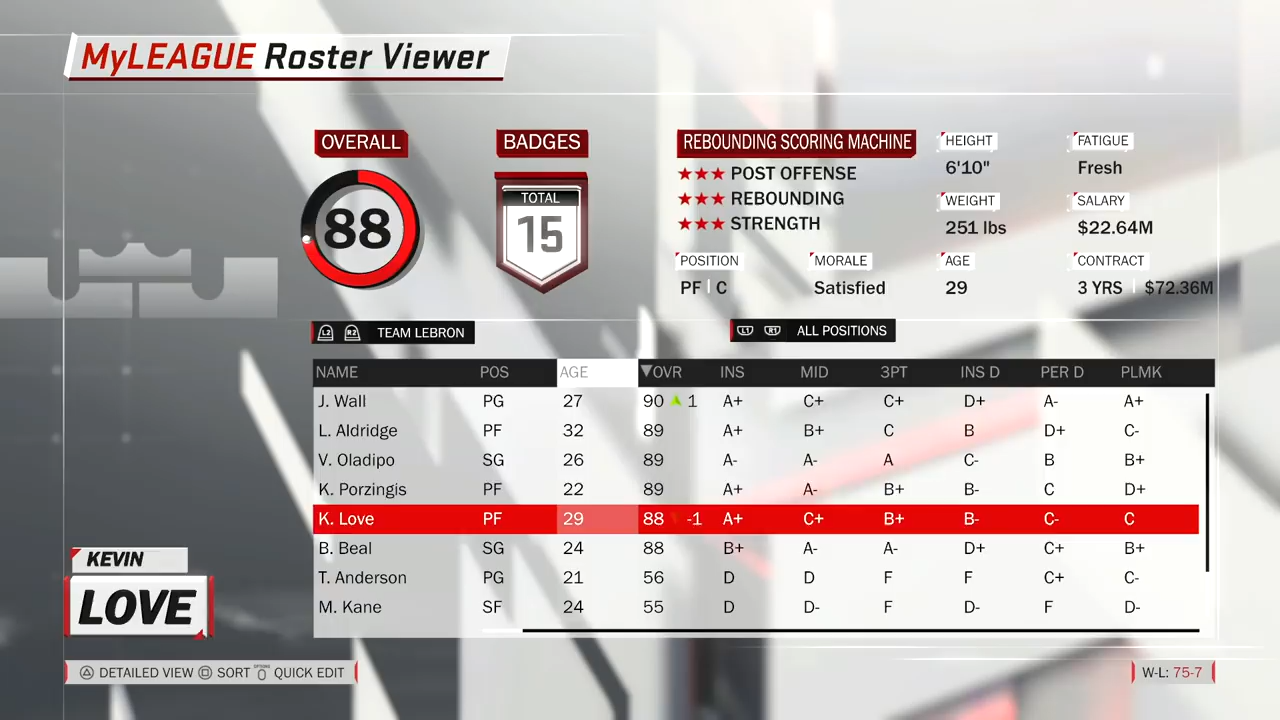 MyLEAGUE Roster Viewer
OVERALL
88
BADGES
TOTAL
15
REBOUNDING SCORING MACHINE
★★★ POST OFFENSE
★★★ REBOUNDING
★★★ STRENGTH
HEIGHT
6'10"
FATIGUE
Fresh
WEIGHT
251 lbs
SALARY
$22.64M
POSITION
PF | C
MORALE
Satisfied
AGE
29
CONTRACT
3 YRS | $72.36M
L2 R2 TEAM LEBRON
L1 R1 ALL POSITIONS
NAME POS AGE ▼OVR INS MID 3PT INS D PER D PLMK
J. Wall PG 27 90 ▲ 1 A+ C+ C+ D+ A- A+
L. Aldridge PF 32 89 A+ B+ C B D+ C-
V. Oladipo SG 26 89 A- A- A C- B B+
K. Porzingis PF 22 89 A+ A- B+ B- C D+
K. Love PF 29 88 ▼ -1 A+ C+ B+ B- C- C
B. Beal SG 24 88 B+ A- A- D+ C+ B+
T. Anderson PG 21 56 D D F F C+ C-
M. Kane SF 24 55 D D- F D- F D-
KEVIN
LOVE
DETAILED VIEW SORT OPTIONS QUICK EDIT
W-L: 75-7